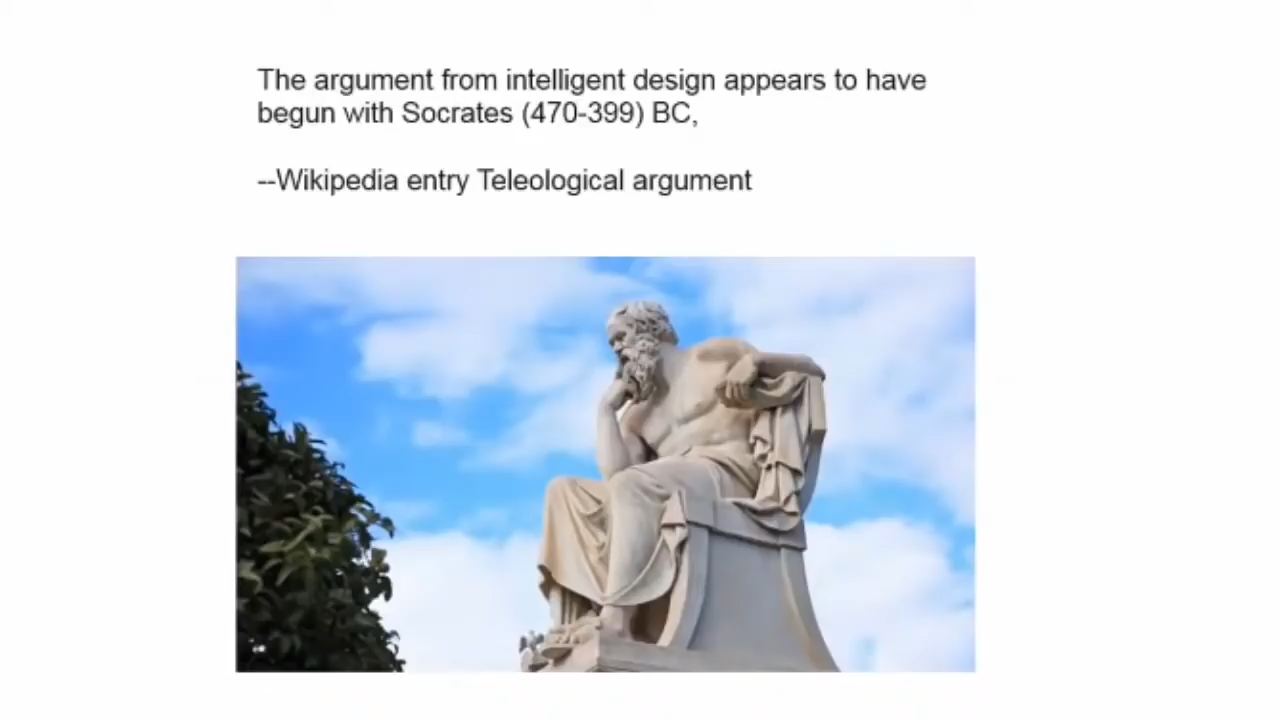 The argument from intelligent design appears to have
begun with Socrates (470-399) BC,
--Wikipedia entry Teleological argument